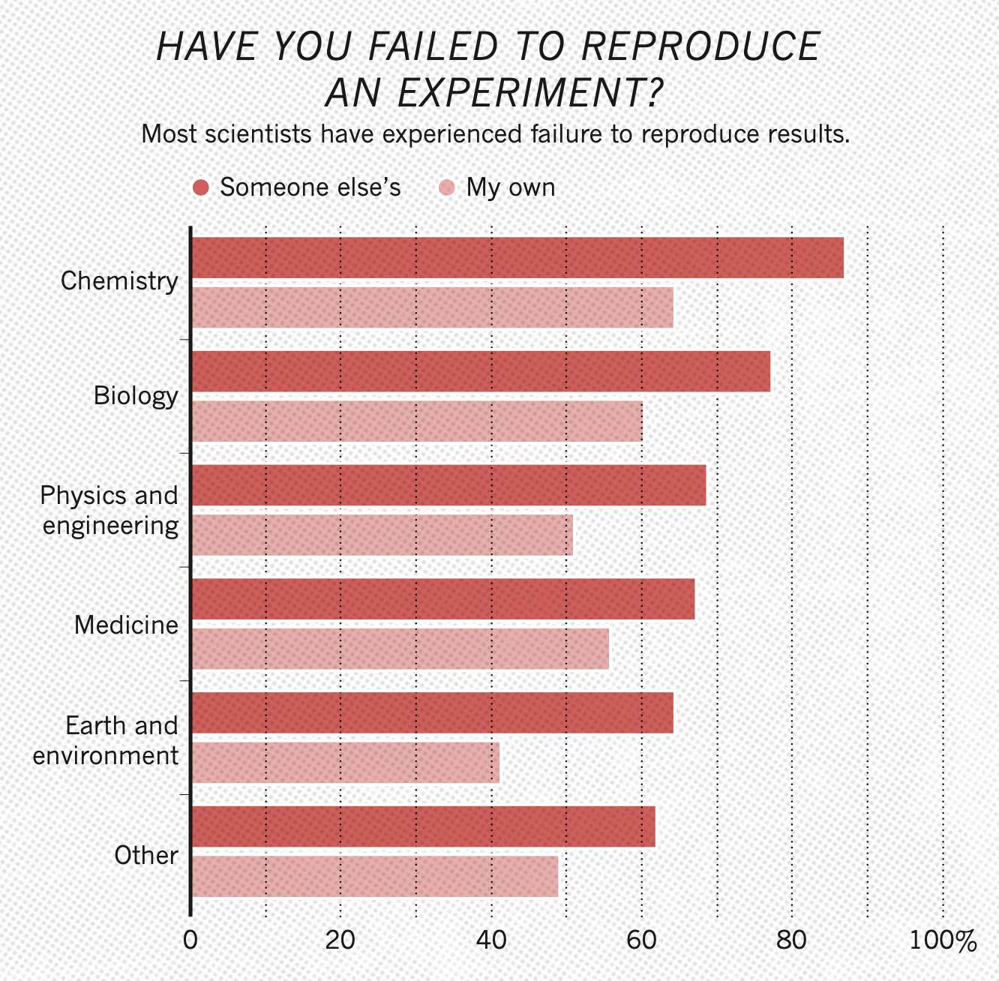 HAVE YOU FAILED TO REPRODUCE
AN EXPERIMENT?
Most scientists have experienced failure to reproduce results.
Someone else’s
My own
Chemistry
Biology
Physics and
engineering
Medicine
Earth and
environment
Other
0 20 40 60 80 100%